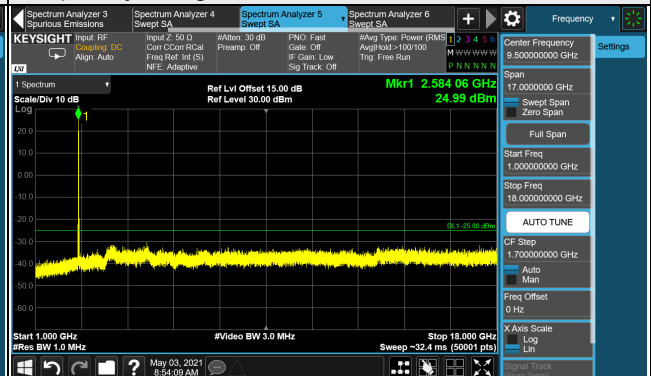 Spectrum Analyzer 3
Spurious Emissions
Spectrum Analyzer 4
Swept SA
Spectrum Analyzer 5
Swept SA
Spectrum Analyzer 6
Swept SA
+
Frequency
KEYSIGHT
Input: RF
Coupling: DC
Align: Auto
LXI
Input Z: 50 Ω
Corr CCorr RCal
Freq Ref: Int (S)
NFE: Adaptive
#Atten: 30 dB
Preamp: Off
PNO: Fast
Gate: Off
IF Gain: Low
Sig Track: Off
#Avg Type: Power (RMS
Avg|Hold:>100/100
Trig: Free Run
1 2 3 4 5 6
M W W W W W
P N N N N N
1 Spectrum
Scale/Div 10 dB
Log
Ref Lvl Offset 15.00 dB
Ref Level 30.00 dBm
Mkr1 2.584 06 GHz
24.99 dBm
1
20.0
10.0
0.00
-10.0
-20.0
-30.0
-40.0
-50.0
-60.0
DL1 -25.00 dBm
Start 1.000 GHz
#Res BW 1.0 MHz
#Video BW 3.0 MHz
Stop 18.000 GHz
Sweep ~32.4 ms (50001 pts)
Center Frequency
9.500000000 GHz
Span
17.0000000 GHz
Swept Span
Zero Span
Full Span
Start Freq
1.000000000 GHz
Stop Freq
18.000000000 GHz
AUTO TUNE
CF Step
1.700000000 GHz
Auto
Man
Freq Offset
0 Hz
X Axis Scale
Log
Lin
Signal Track
Settings
?
May 03, 2021
8:54:09 AM